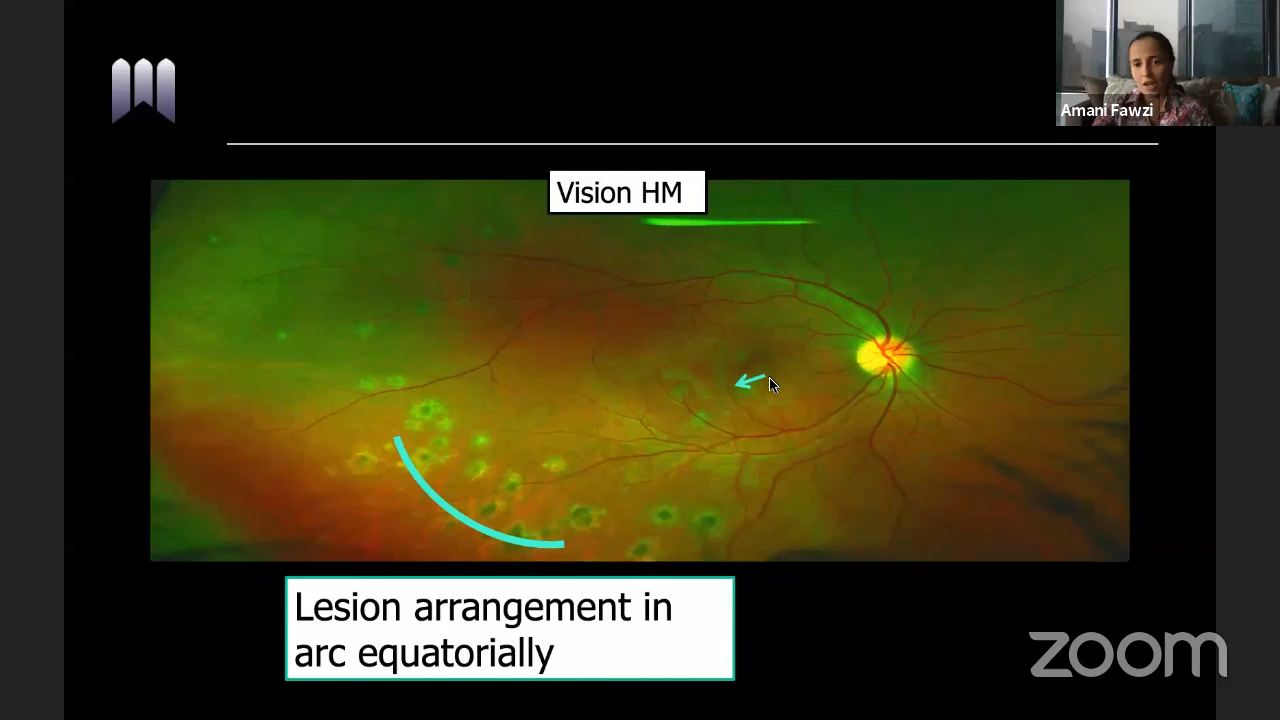 Amani Fawzi
Vision HM
Lesion arrangement in
arc equatorially
zoom